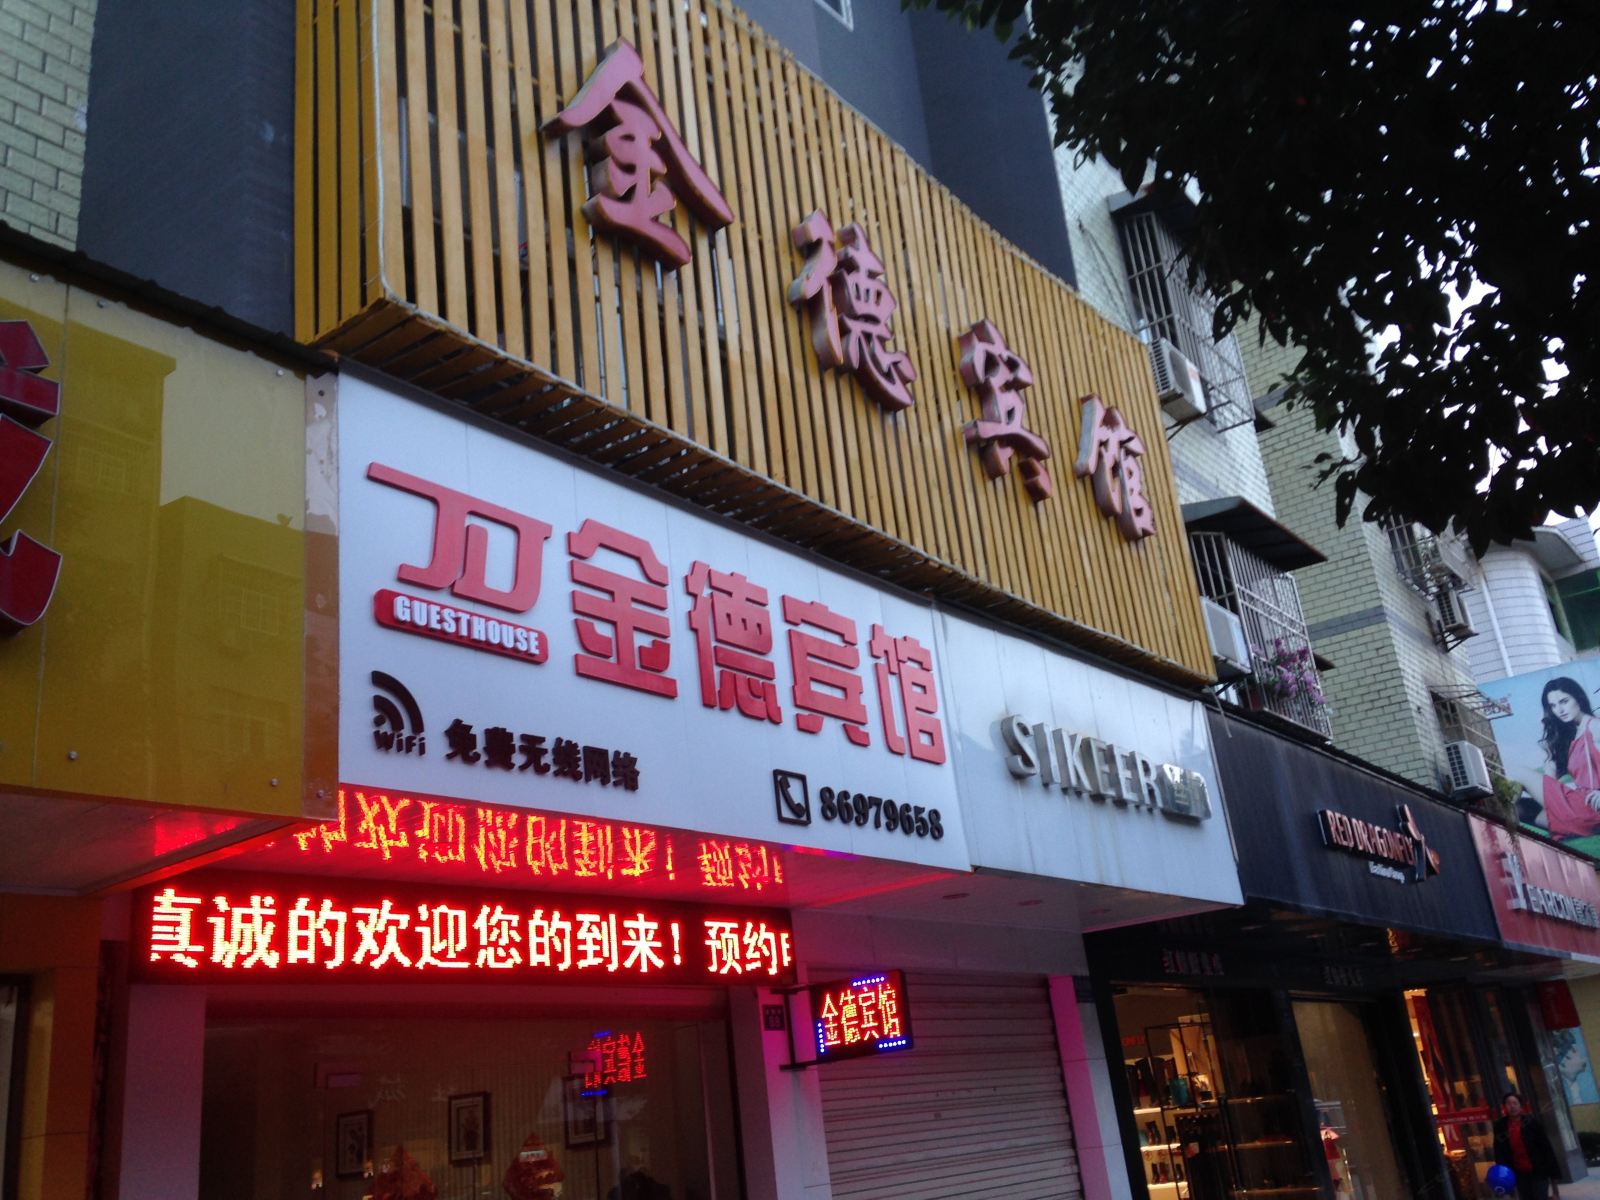 金德宾馆
JD 金德宾馆
GUESTHOUSE
WiFi 免费无线网络
86979658
SIKEER
RED DRAGONFLY
真诚的欢迎您的到来！预约
金德宾馆